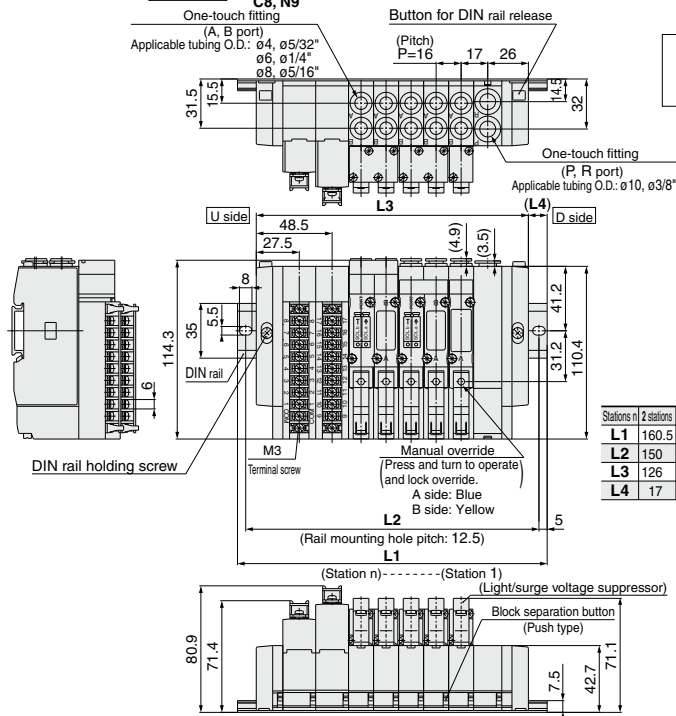 C8, N9
One-touch fitting
(A, B port)
Applicable tubing O.D.: ø4, ø5/32"
ø6, ø1/4"
ø8, ø5/16"
Button for DIN rail release
(Pitch)
P=16
17
26
31.5
15.5
14.5
32
One-touch fitting
(P, R port)
Applicable tubing O.D.: ø10, ø3/8"
L3
(L4)
U side
D side
48.5
27.5
(4.9)
(3.5)
8
5.5
35
114.3
DIN rail
41.2
31.2
110.4
6
DIN rail holding screw
M3
Terminal screw
Manual override
(Press and turn to operate
and lock override.)
A side: Blue
B side: Yellow
Stations n 2 stations
L1 160.5
L2 150
L3 126
L4 17
L2
5
(Rail mounting hole pitch: 12.5)
L1
(Station n)-------(Station 1)
(Light/surge voltage suppressor)
Block separation button
(Push type)
80.9
71.4
7.5
42.7
71.1